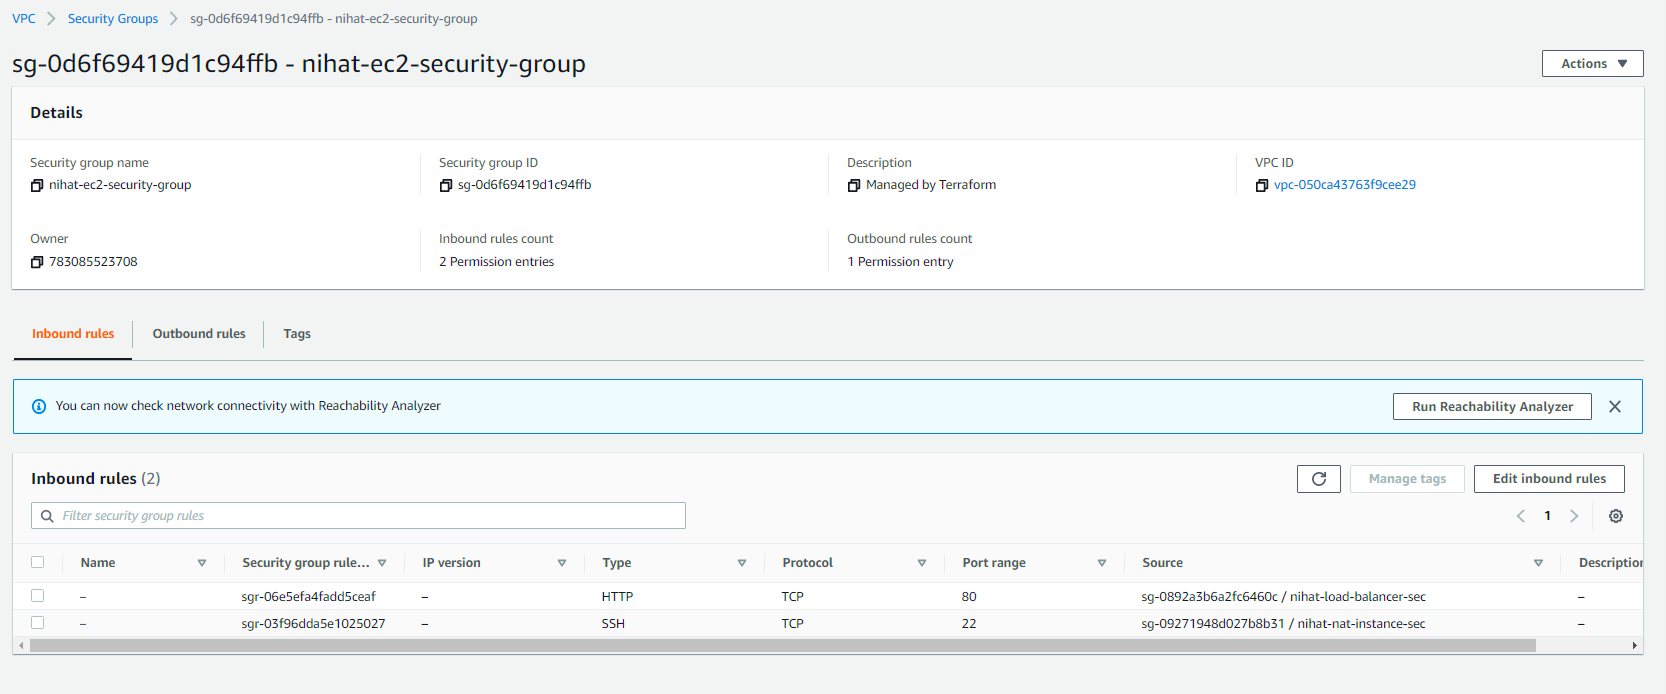 VPC > Security Groups > sg-0d6f69419d1c94ffb - nihat-ec2-security-group
sg-0d6f69419d1c94ffb - nihat-ec2-security-group Actions
Details
Security group name Security group ID Description VPC ID
nihat-ec2-security-group sg-0d6f69419d1c94ffb Managed by Terraform vpc-050ca43763f9cee29
Owner Inbound rules count Outbound rules count
783085523708 2 Permission entries 1 Permission entry
Inbound rules Outbound rules Tags
You can now check network connectivity with Reachability Analyzer Run Reachability Analyzer
Inbound rules (2) Manage tags Edit inbound rules
Filter security group rules 1
Name Security group rule... IP version Type Protocol Port range Source Description
– sgr-06e5efa4fadd5ceaf – HTTP TCP 80 sg-0892a3b6a2fc6460c / nihat-load-balancer-sec –
– sgr-03f96dda5e1025027 – SSH TCP 22 sg-09271948d027b8b31 / nihat-nat-instance-sec –